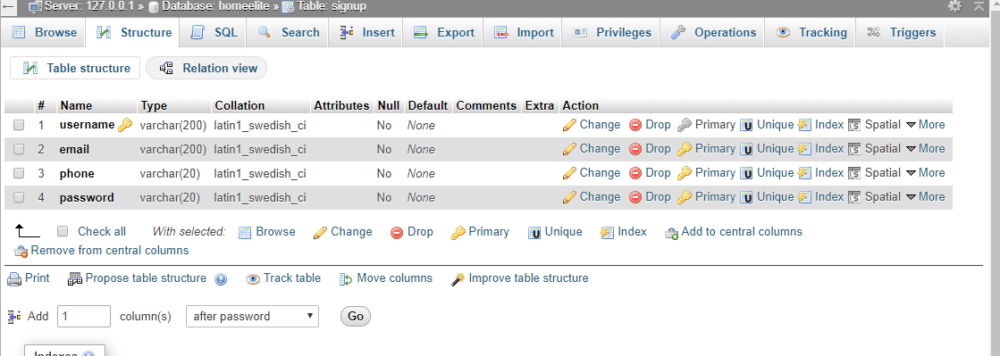 Server: 127.0.0.1 » Database: homeelite » Table: signup
Browse Structure SQL Search Insert Export Import Privileges Operations Tracking Triggers
Table structure Relation view
# Name Type Collation Attributes Null Default Comments Extra Action
1 username varchar(200) latin1_swedish_ci No None Change Drop Primary Unique Index Spatial More
2 email varchar(200) latin1_swedish_ci No None Change Drop Primary Unique Index Spatial More
3 phone varchar(20) latin1_swedish_ci No None Change Drop Primary Unique Index Spatial More
4 password varchar(20) latin1_swedish_ci No None Change Drop Primary Unique Index Spatial More
Check all With selected: Browse Change Drop Primary Unique Index Add to central columns
Remove from central columns
Print Propose table structure Track table Move columns Improve table structure
Add 1 column(s) after password Go
Indexes